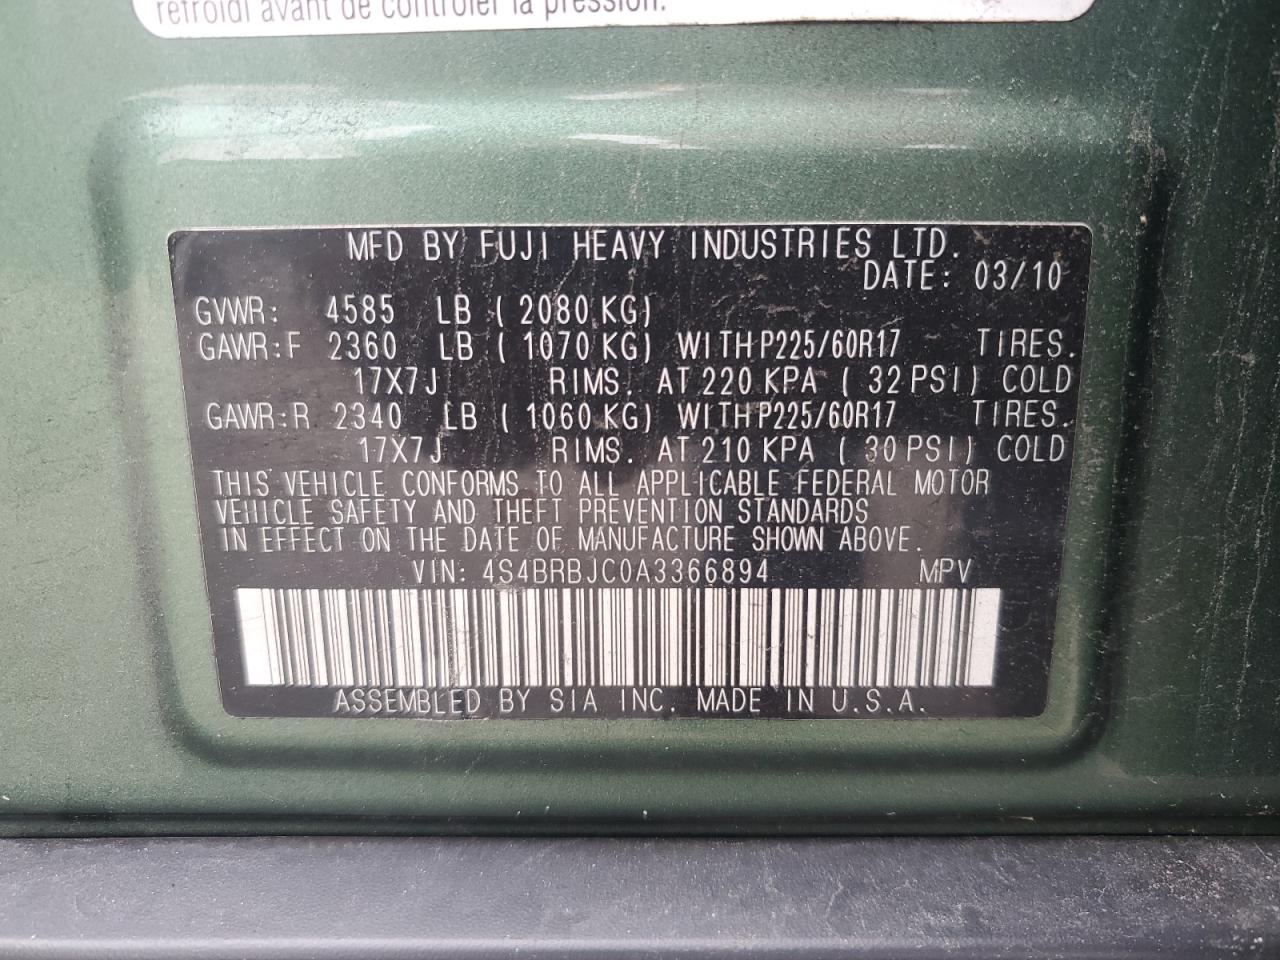 refroidi avant de contrôler la pression.
MFD BY FUJI HEAVY INDUSTRIES LTD.
DATE: 03/10
GVWR: 4585 LB ( 2080 KG)
GAWR:F 2360 LB ( 1070 KG) WITH P225/60R17 TIRES.
17X7J RIMS. AT 220 KPA ( 32 PSI) COLD
GAWR:R 2340 LB ( 1060 KG) WITH P225/60R17 TIRES.
17X7J RIMS. AT 210 KPA ( 30 PSI) COLD
THIS VEHICLE CONFORMS TO ALL APPLICABLE FEDERAL MOTOR
VEHICLE SAFETY AND THEFT PREVENTION STANDARDS
IN EFFECT ON THE DATE OF MANUFACTURE SHOWN ABOVE.
VIN: 4S4BRBJC0A3366894 MPV
ASSEMBLED BY SIA INC. MADE IN U.S.A.